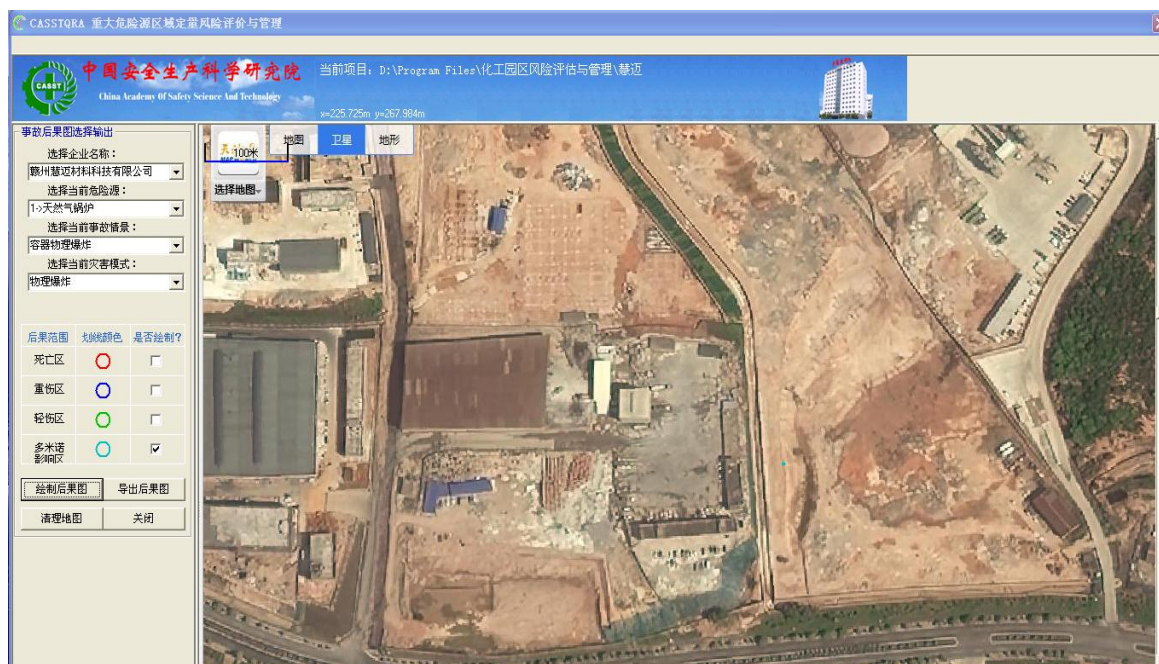 CASSTQRA 重大危险源区域定量风险评价与管理
CASST
中国安全生产科学研究院
China Academy Of Safety Science And Technology
当前项目: D:\Program Files\化工园区风险评估与管理\慧迈
x=225.725m y=267.984m
事故后果图选择输出
选择企业名称:
赣州慧迈材料科技有限公司
选择当前危险源:
1->天然气锅炉
选择当前事故情景:
容器物理爆炸
选择当前灾害模式:
物理爆炸
后果范围 划线颜色 是否绘制?
死亡区
重伤区
轻伤区
多米诺
影响区
绘制后果图 导出后果图
清理地图 关闭
100米
选择地图
地图 卫星 地形